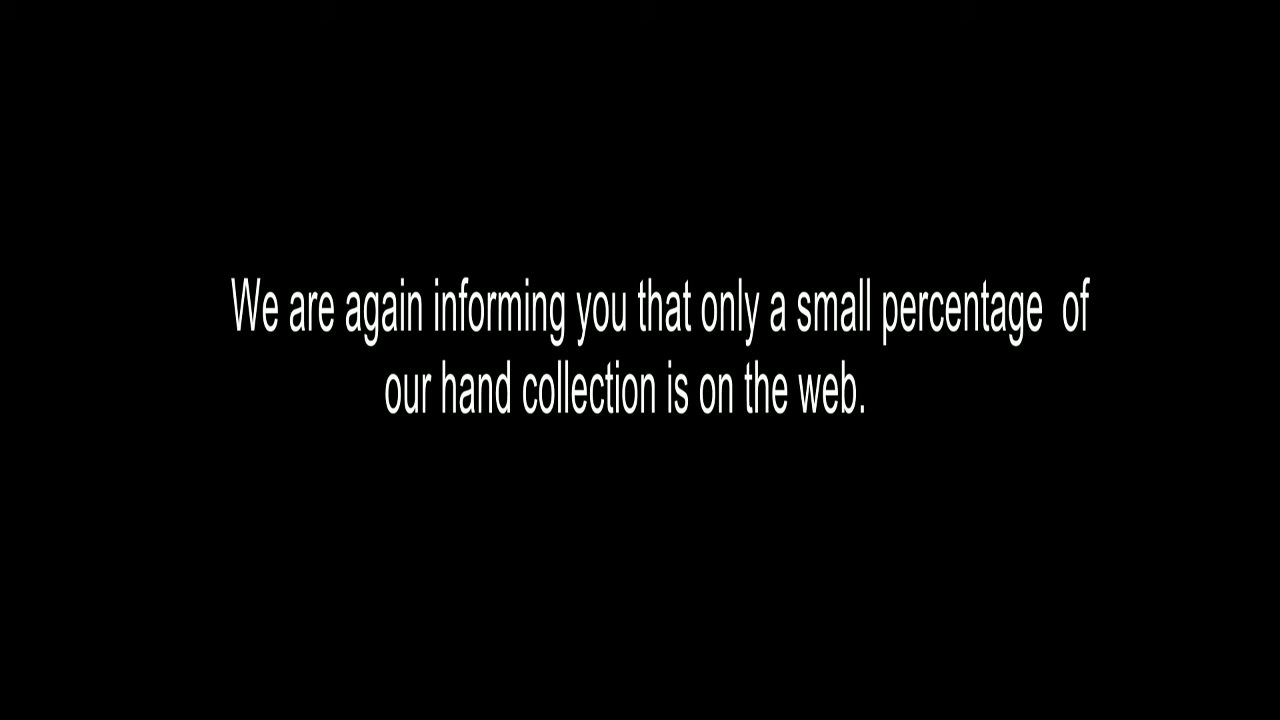 We are again informing you that only a small percentage  of
our hand collection is on the web.